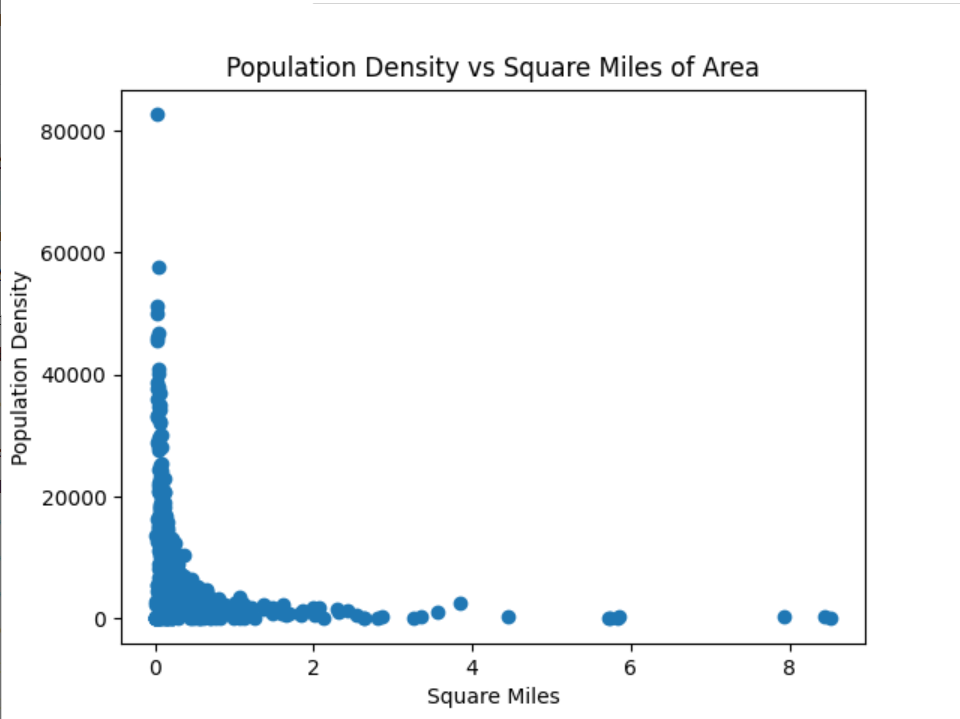 Population Density vs Square Miles of Area
Population Density
80000
60000
40000
20000
0
0 2 4 6 8
Square Miles